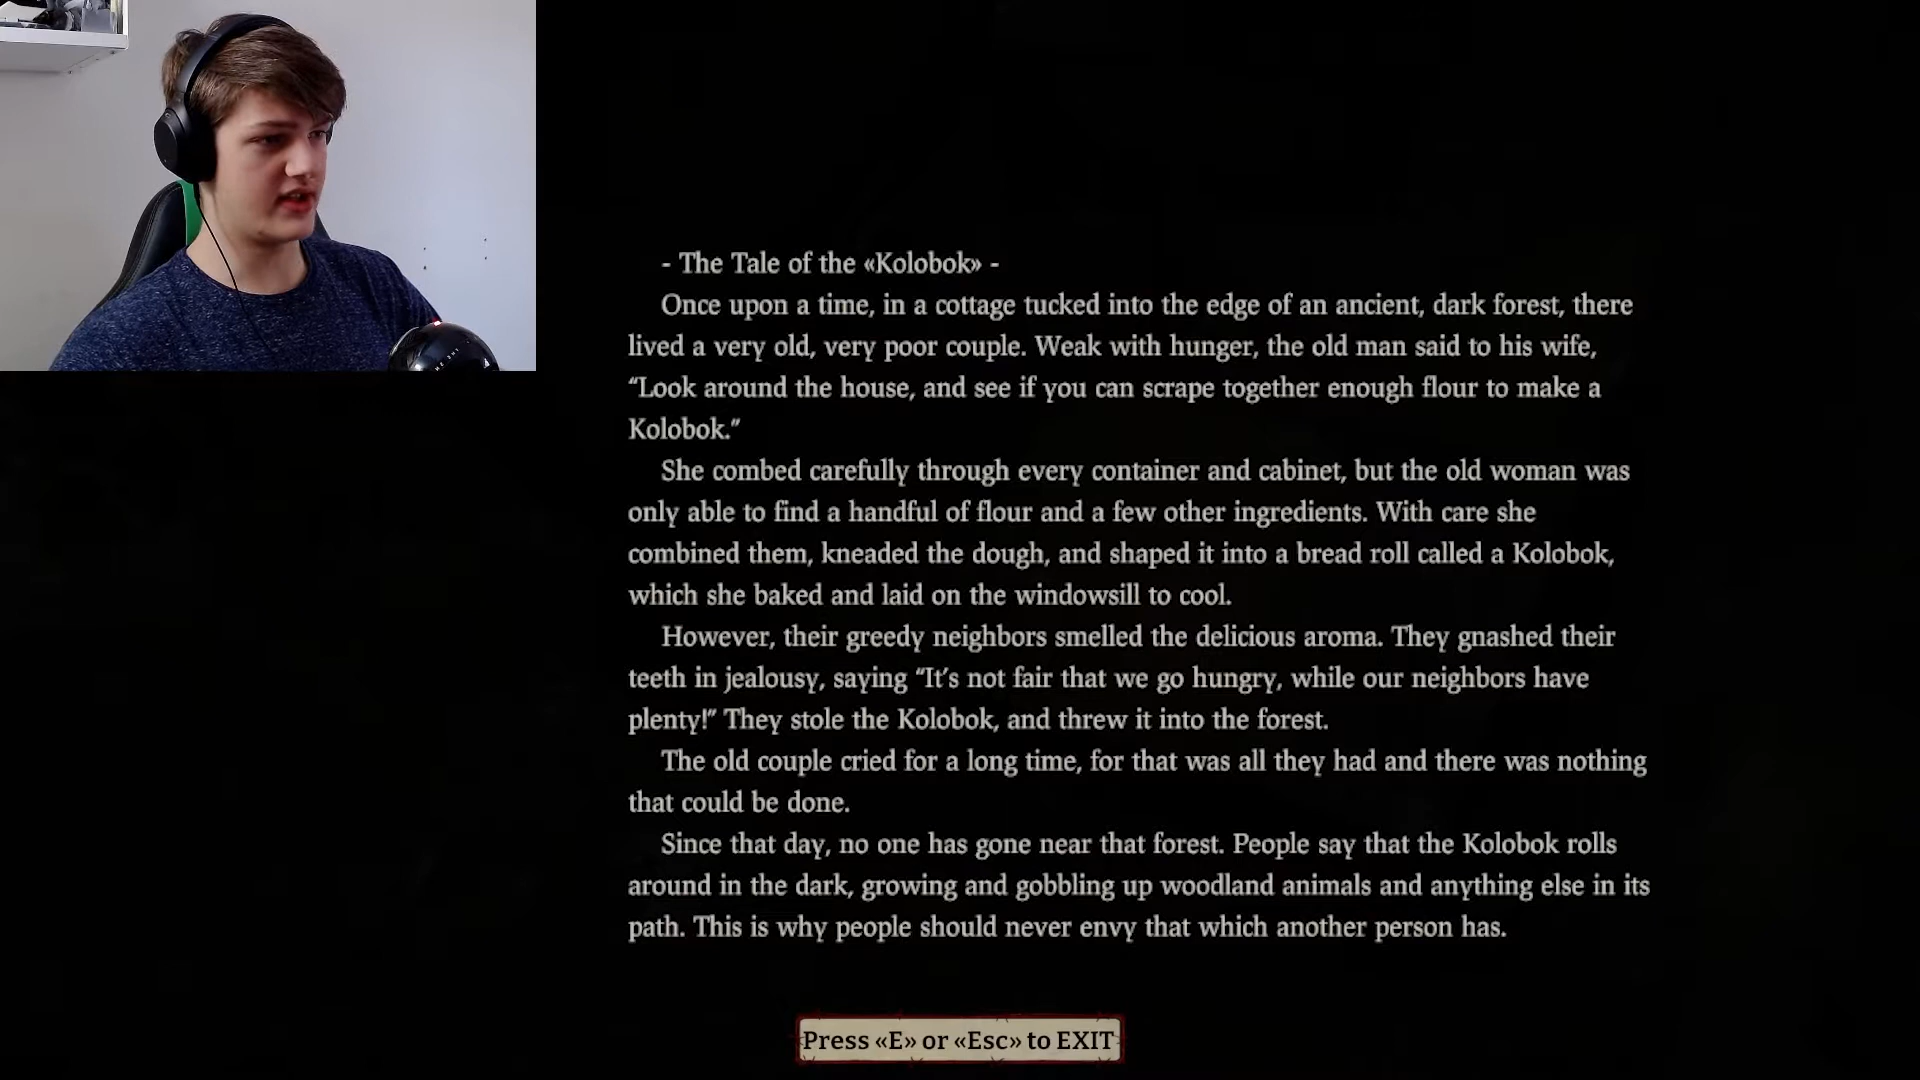 - The Tale of the «Kolobok» -
Once upon a time, in a cottage tucked into the edge of an ancient, dark forest, there
lived a very old, very poor couple. Weak with hunger, the old man said to his wife,
“Look around the house, and see if you can scrape together enough flour to make a
Kolobok.”
She combed carefully through every container and cabinet, but the old woman was
only able to find a handful of flour and a few other ingredients. With care she
combined them, kneaded the dough, and shaped it into a bread roll called a Kolobok,
which she baked and laid on the windowsill to cool.
However, their greedy neighbors smelled the delicious aroma. They gnashed their
teeth in jealousy, saying “It’s not fair that we go hungry, while our neighbors have
plenty!” They stole the Kolobok, and threw it into the forest.
The old couple cried for a long time, for that was all they had and there was nothing
that could be done.
Since that day, no one has gone near that forest. People say that the Kolobok rolls
around in the dark, growing and gobbling up woodland animals and anything else in its
path. This is why people should never envy that which another person has.
Press «E» or «Esc» to EXIT